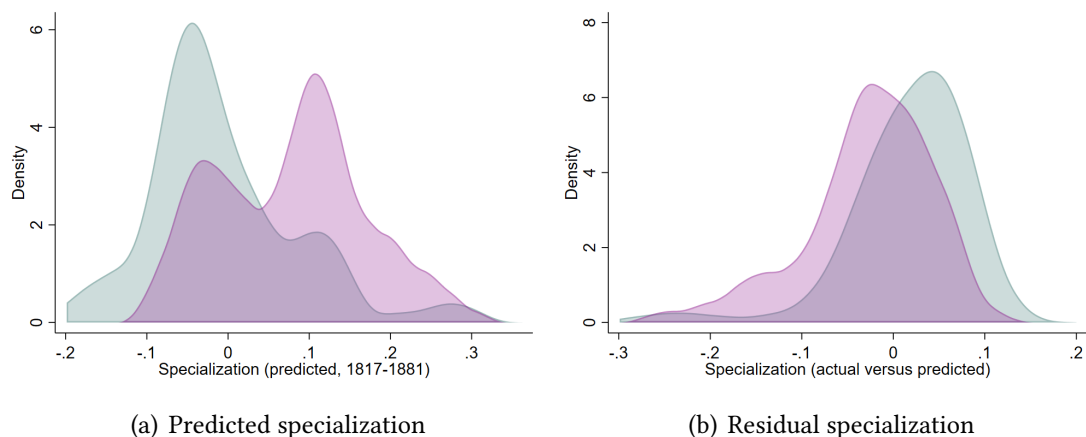 6
4
2
0
Density
-.2 -.1 0 .1 .2 .3
Specialization (predicted, 1817-1881)
(a) Predicted specialization
8
6
4
2
0
Density
-.3 -.2 -.1 0 .1 .2
Specialization (actual versus predicted)
(b) Residual specialization